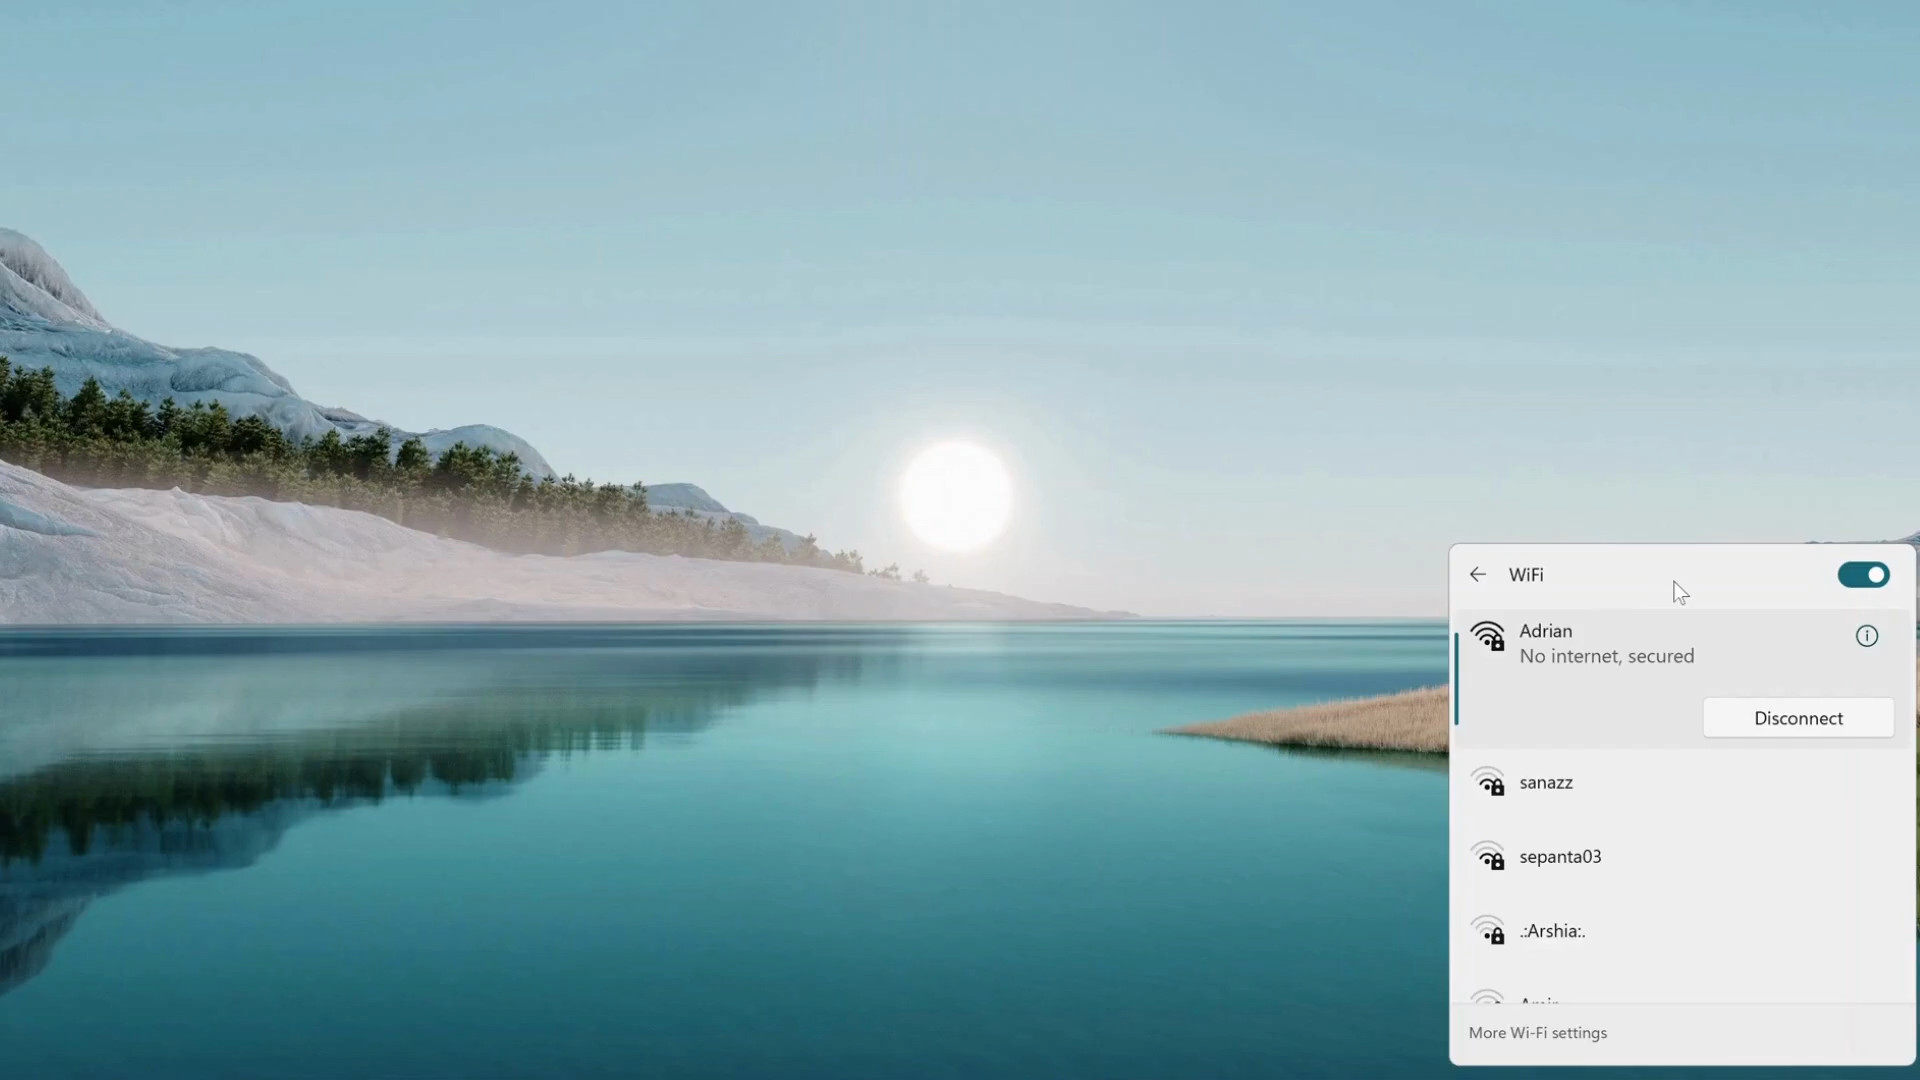 WiFi
Adrian
No internet, secured
Disconnect
sanazz
sepanta03
.:Arshia:.
More Wi-Fi settings